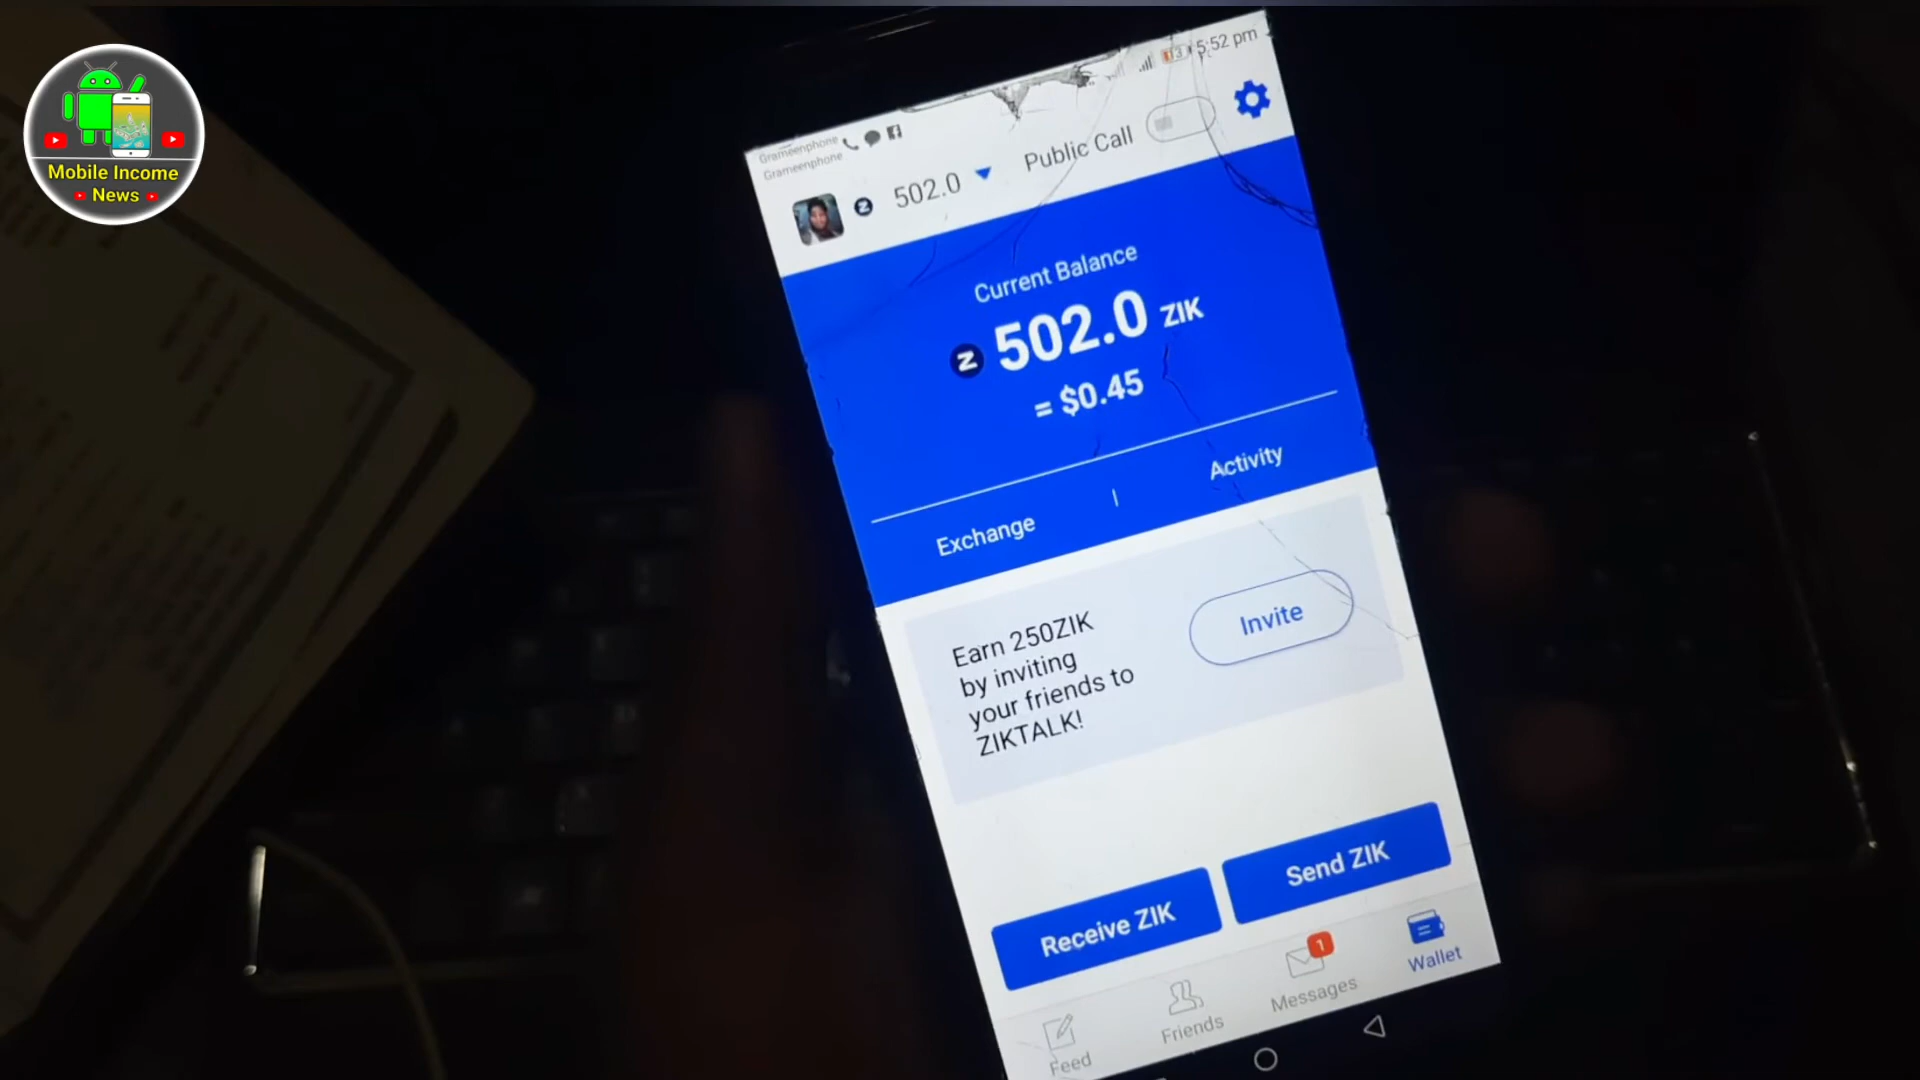 Mobile Income
News
5:52 pm
Grameenphone
Grameenphone
502.0
Public Call
Current Balance
Z 502.0 ZIK
= $0.45
Exchange | Activity
Earn 250ZIK
by inviting
your friends to
ZIKTALK!
Invite
Receive ZIK
Send ZIK
Feed
Friends
1
Messages
Wallet